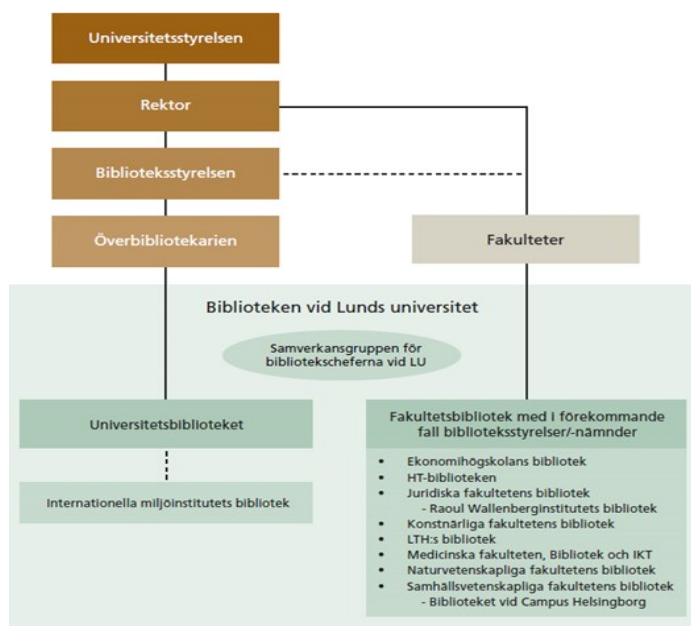 Universitetsstyrelsen
Rektor
Biblioteksstyrelsen
Överbibliotekarien
Fakulteter
Biblioteken vid Lunds universitet
Samverkansgruppen för
bibliotekscheferna vid LU
Universitetsbiblioteket
Internationella miljöinstitutets bibliotek
Fakultetsbibliotek med i förekommande
fall biblioteksstyrelser/-nämnder
• Ekonomihögskolans bibliotek
• HT-biblioteken
• Juridiska fakultetens bibliotek
- Raoul Wallenberginstitutets bibliotek
• Konstnärliga fakultetens bibliotek
• LTH:s bibliotek
• Medicinska fakulteten, Bibliotek och IKT
• Naturvetenskapliga fakultetens bibliotek
• Samhällsvetenskapliga fakultetens bibliotek
- Biblioteket vid Campus Helsingborg